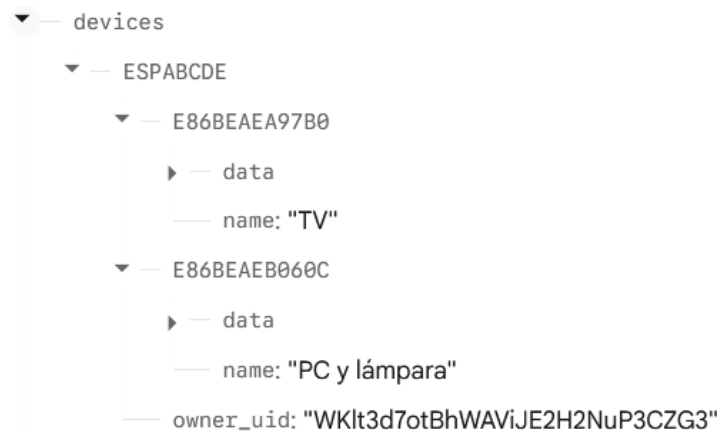 devices
ESPABCDE
E86BEAEA97B0
data
name: "TV"
E86BEAEB060C
data
name: "PC y lámpara"
owner_uid: "WKlt3d7otBhWAViJE2H2NuP3CZG3"